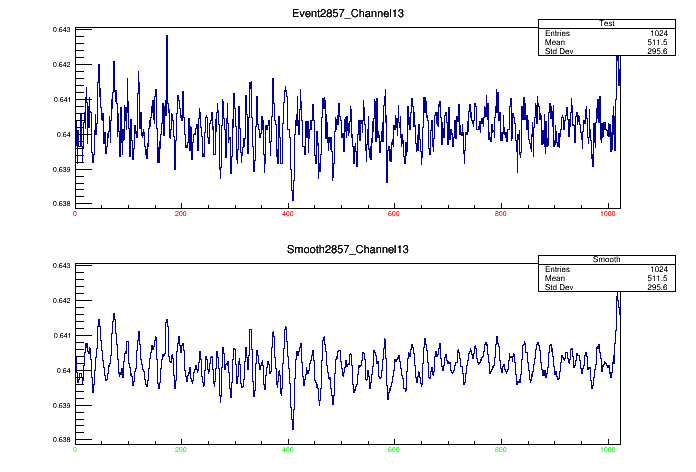 Event2857_Channel13
Test
Entries 1024
Mean 511.5
Std Dev 295.6
0.643
0.642
0.641
0.64
0.639
0.638
0 200 400 600 800 1000
Smooth2857_Channel13
Smooth
Entries 1024
Mean 511.5
Std Dev 295.6
0.643
0.642
0.641
0.64
0.639
0.638
0 200 400 600 800 1000